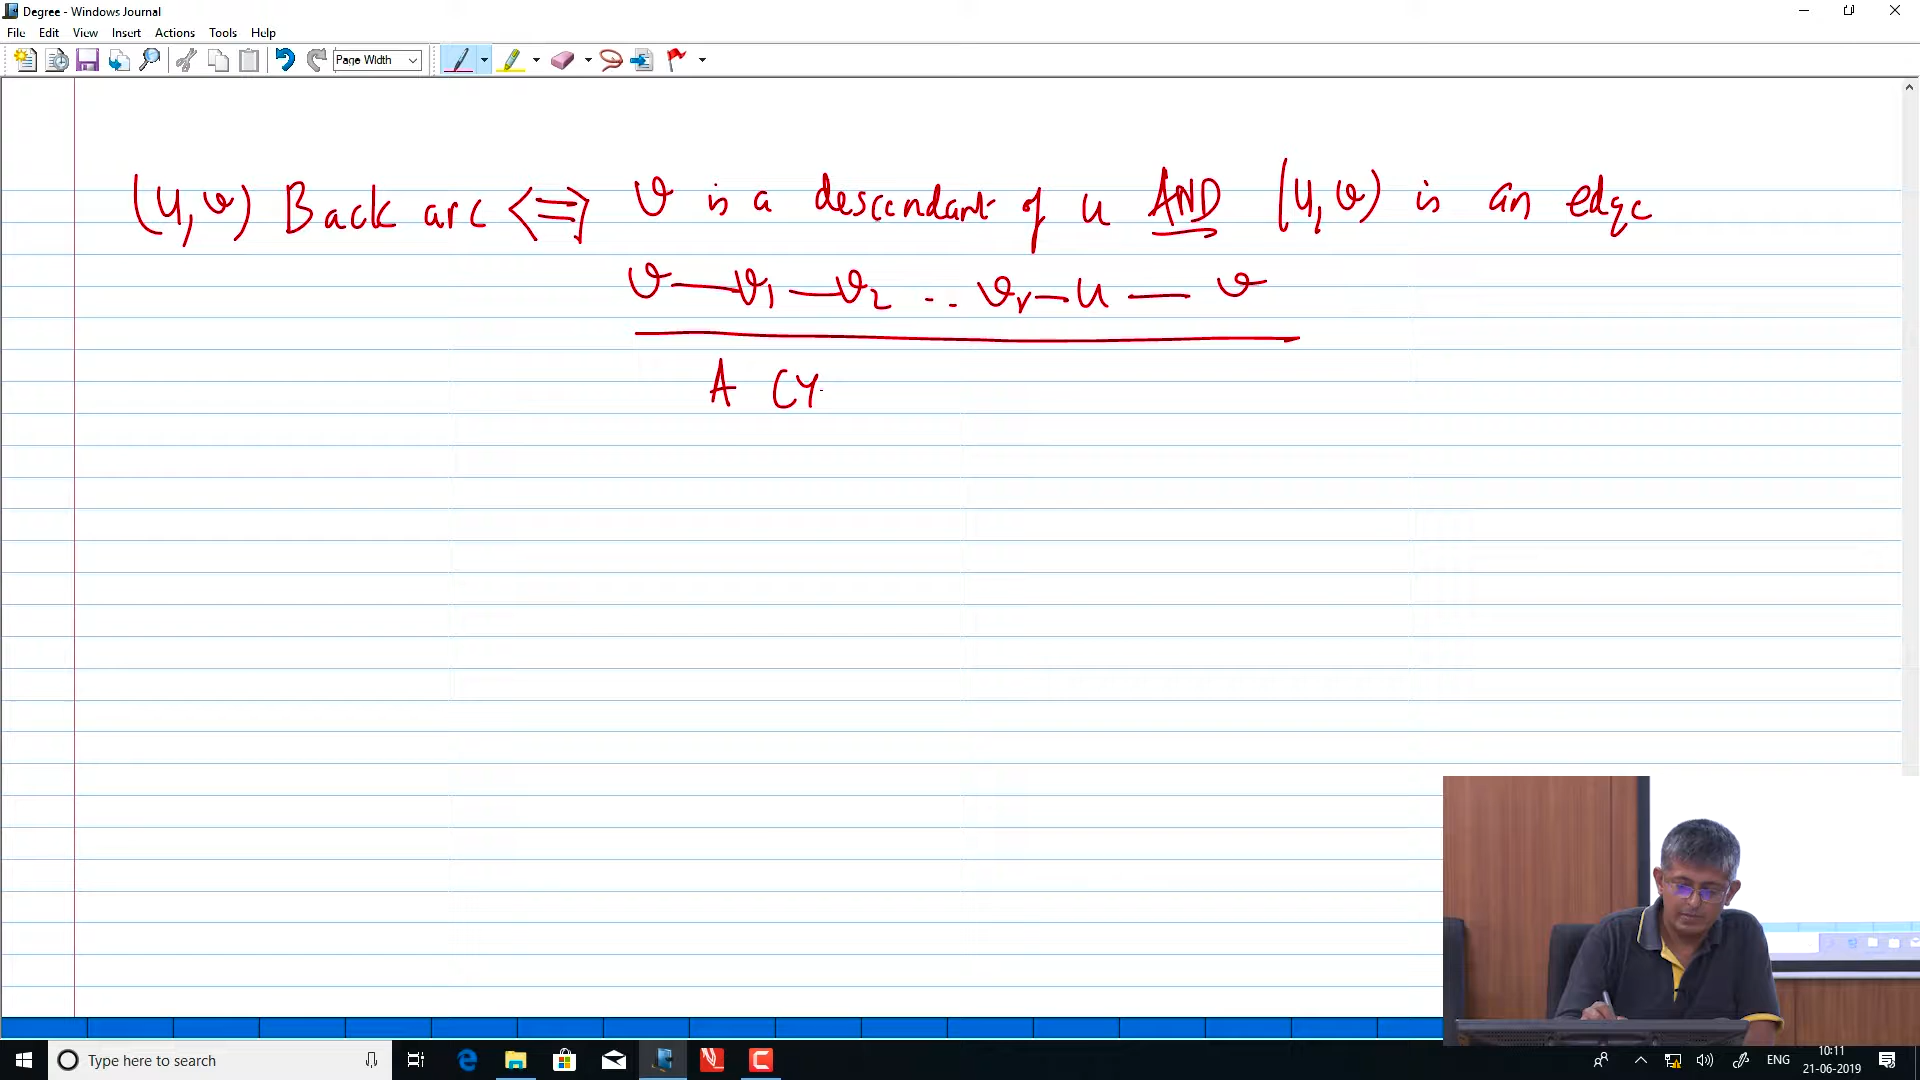 Degree - Windows Journal
File Edit View Insert Actions Tools Help
Page Width
(u,v) Back arc <=> v is a descendant of u AND (u,v) is an edge
v — v₁ — v₂ .. vᵣ — u — v
A CY
Type here to search
ENG
10:11
21-06-2019